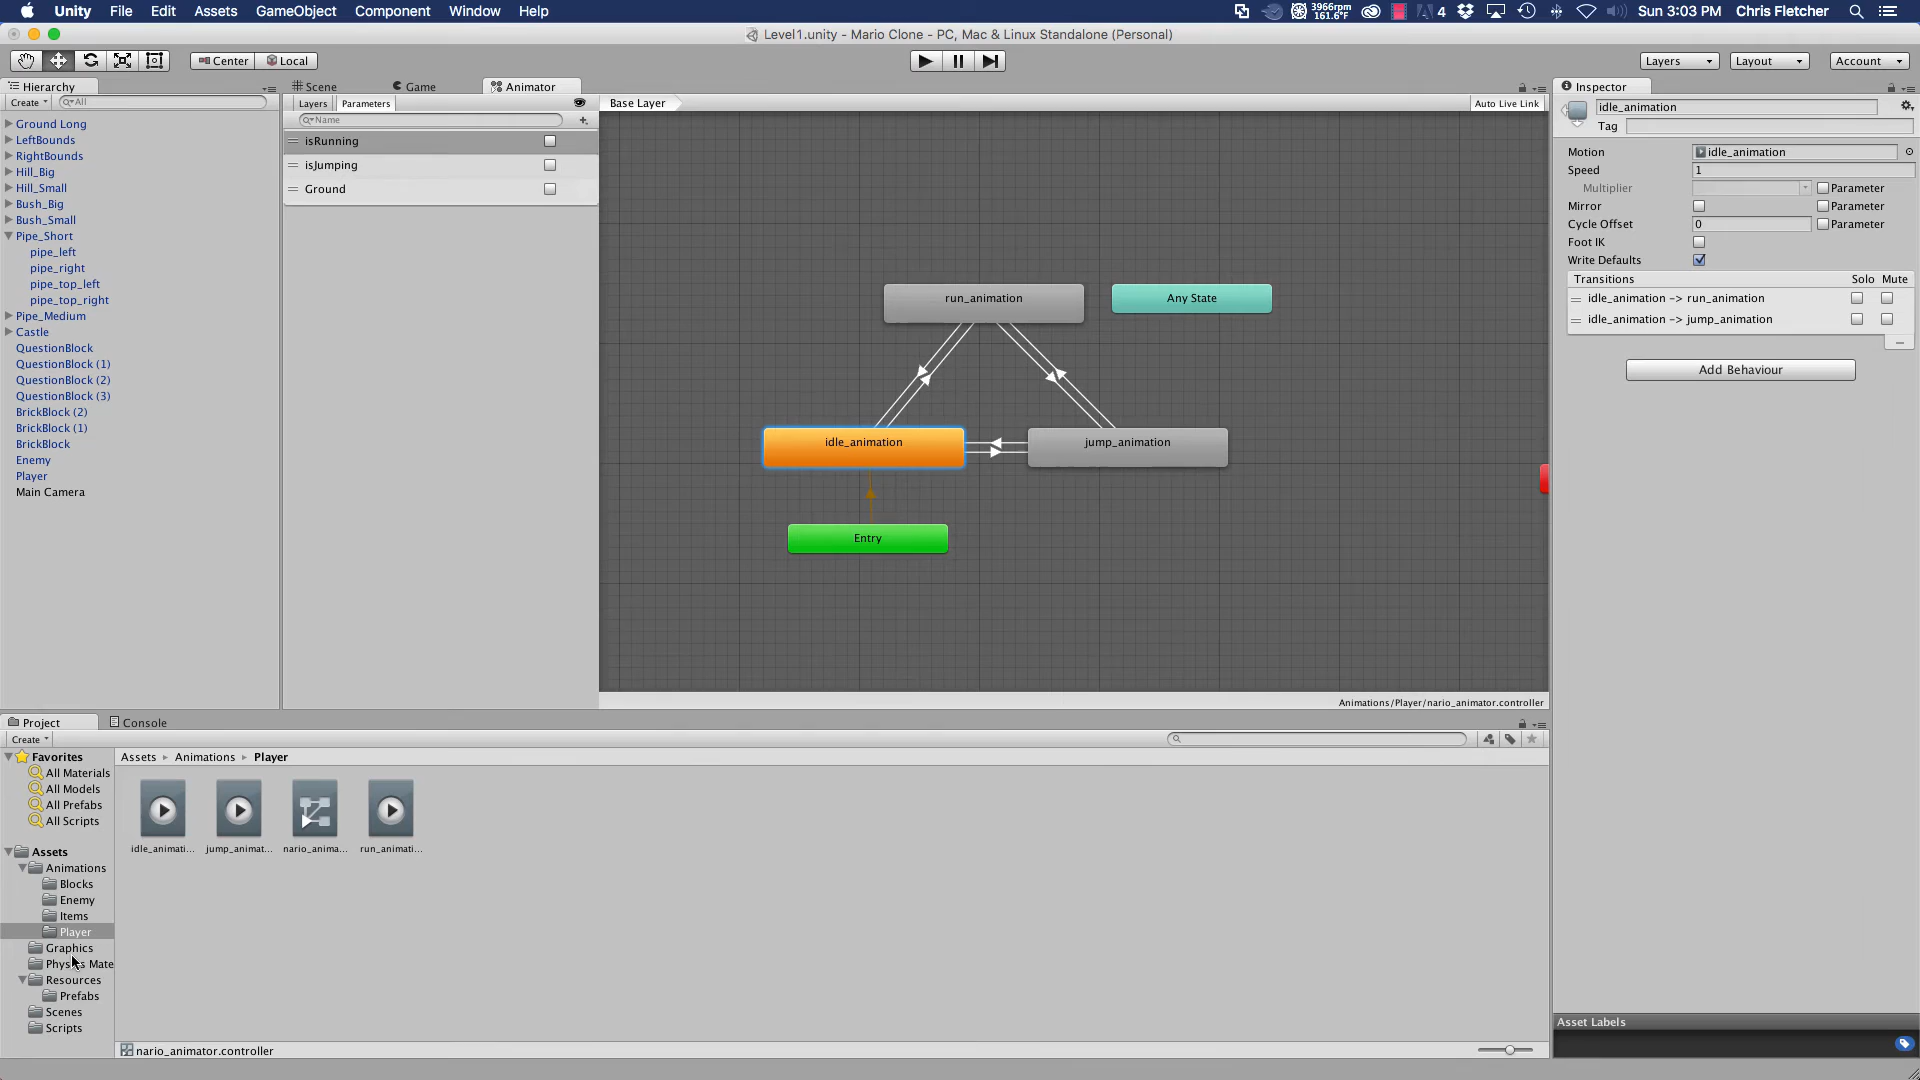 Unity File Edit Assets GameObject Component Window Help
3966rpm 161.6°F 4 Sun 3:03 PM Chris Fletcher
Level1.unity - Mario Clone - PC, Mac & Linux Standalone (Personal)
Center Local Layers Layout Account
Hierarchy
Create All
Ground Long
LeftBounds
RightBounds
Hill_Big
Hill_Small
Bush_Big
Bush_Small
Pipe_Short
pipe_left
pipe_right
pipe_top_left
pipe_top_right
Pipe_Medium
Castle
QuestionBlock
QuestionBlock (1)
QuestionBlock (2)
QuestionBlock (3)
BrickBlock (2)
BrickBlock (1)
BrickBlock
Enemy
Player
Main Camera
Scene Game Animator
Layers Parameters
Name
isRunning
isJumping
Ground
Base Layer Auto Live Link
run_animation
Any State
idle_animation
jump_animation
Entry
Animations/Player/nario_animator.controller
Inspector
idle_animation
Tag
Motion idle_animation
Speed 1
Multiplier Parameter
Mirror Parameter
Cycle Offset 0 Parameter
Foot IK
Write Defaults
Transitions Solo Mute
idle_animation -> run_animation
idle_animation -> jump_animation
Add Behaviour
Asset Labels
Project Console
Create
Favorites
All Materials
All Models
All Prefabs
All Scripts
Assets
Animations
Blocks
Enemy
Items
Player
Graphics
Physics Mate
Resources
Prefabs
Scenes
Scripts
Assets Animations Player
idle_animati... jump_animat... nario_anima... run_animati...
nario_animator.controller